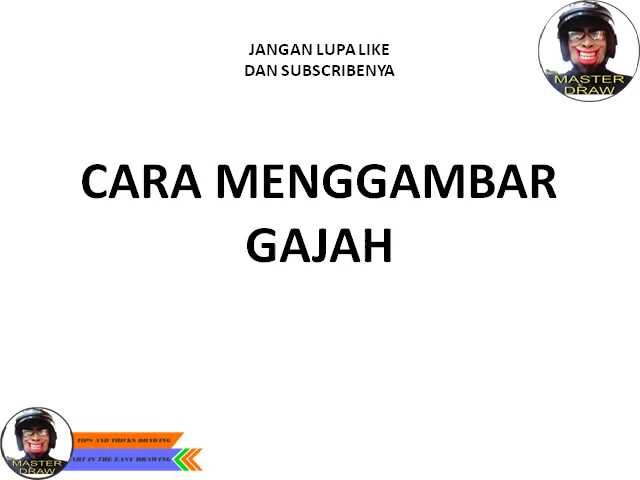 JANGAN LUPA LIKE
DAN SUBSCRIBENYA
MASTER
DRAW
CARA MENGGAMBAR
GAJAH
TIPS AND TRICKS DRAWING
ART IS THE EASY DRAWING
MASTER
DRAW